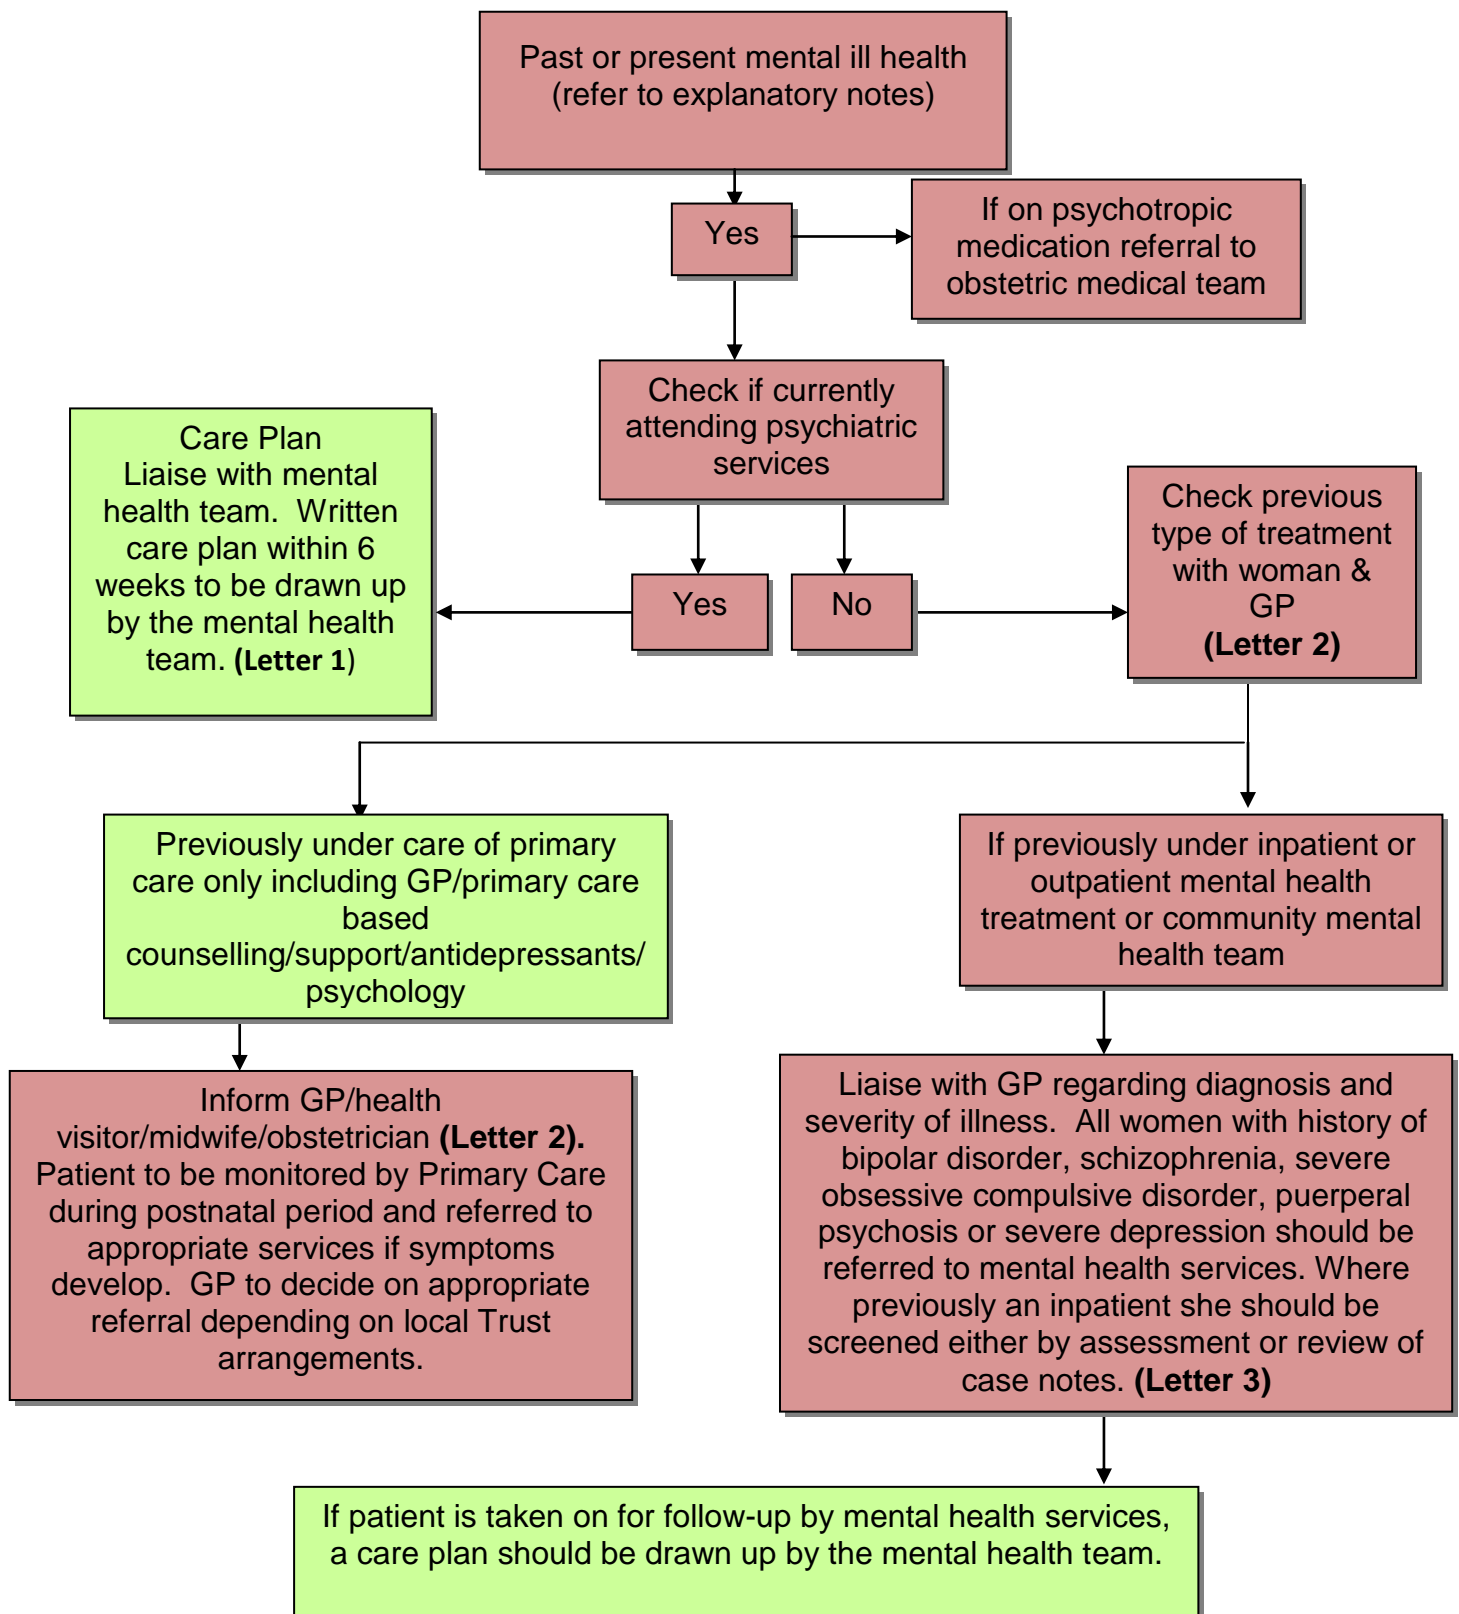 Past or present mental ill health
(refer to explanatory notes)
Yes
If on psychotropic
medication referral to
obstetric medical team
Check if currently
attending psychiatric
services
Care Plan
Liaise with mental
health team. Written
care plan within 6
weeks to be drawn up
by the mental health
team. (Letter 1)
Yes
No
Check previous
type of treatment
with woman &
GP
(Letter 2)
Previously under care of primary
care only including GP/primary care
based
counselling/support/antidepressants/
psychology
If previously under inpatient or
outpatient mental health
treatment or community mental
health team
Inform GP/health
visitor/midwife/obstetrician (Letter 2).
Patient to be monitored by Primary Care
during postnatal period and referred to
appropriate services if symptoms
develop. GP to decide on appropriate
referral depending on local Trust
arrangements.
Liaise with GP regarding diagnosis and
severity of illness. All women with history of
bipolar disorder, schizophrenia, severe
obsessive compulsive disorder, puerperal
psychosis or severe depression should be
referred to mental health services. Where
previously an inpatient she should be
screened either by assessment or review of
case notes. (Letter 3)
If patient is taken on for follow-up by mental health services,
a care plan should be drawn up by the mental health team.